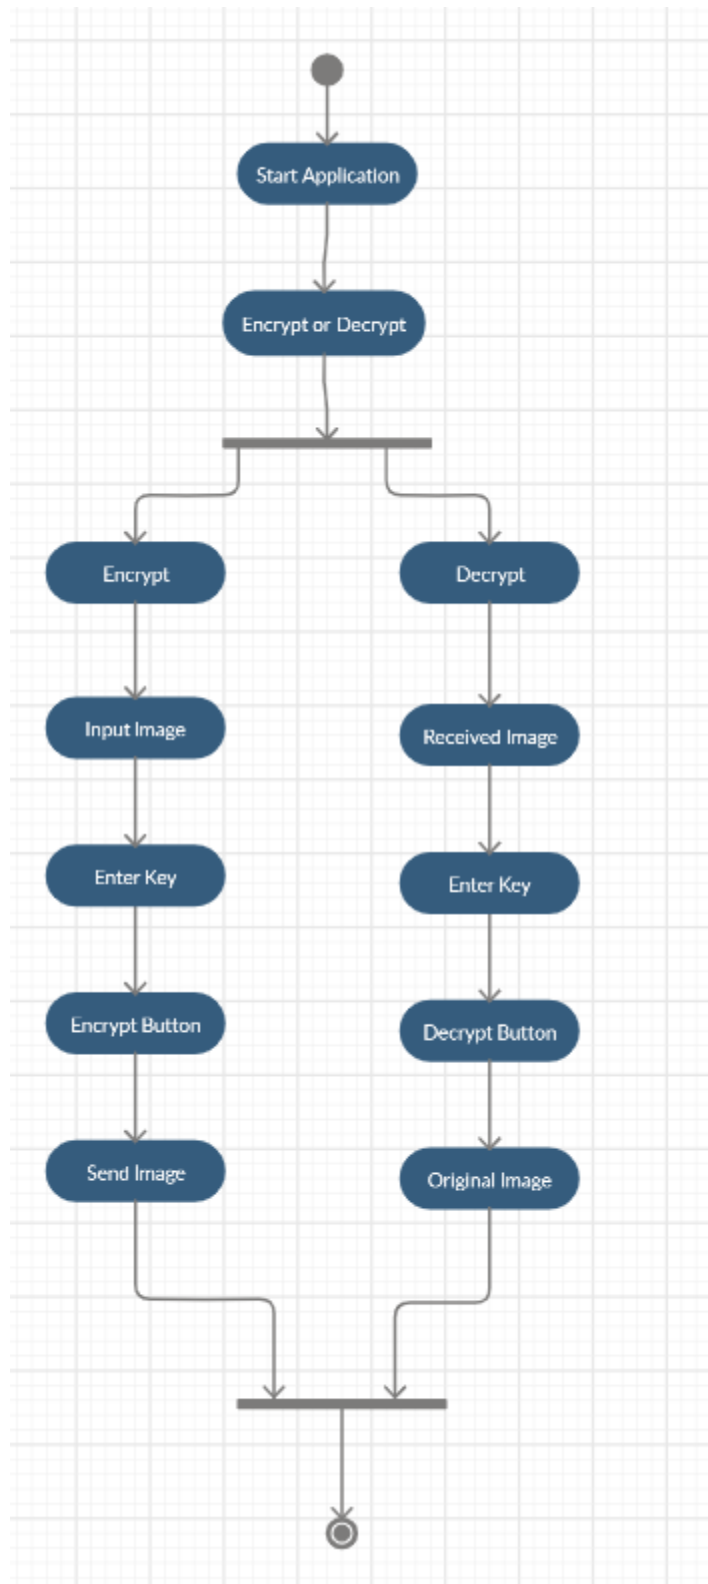 Start Application
Encrypt or Decrypt
Encrypt
Decrypt
Input Image
Received Image
Enter Key
Enter Key
Encrypt Button
Decrypt Button
Send Image
Original Image